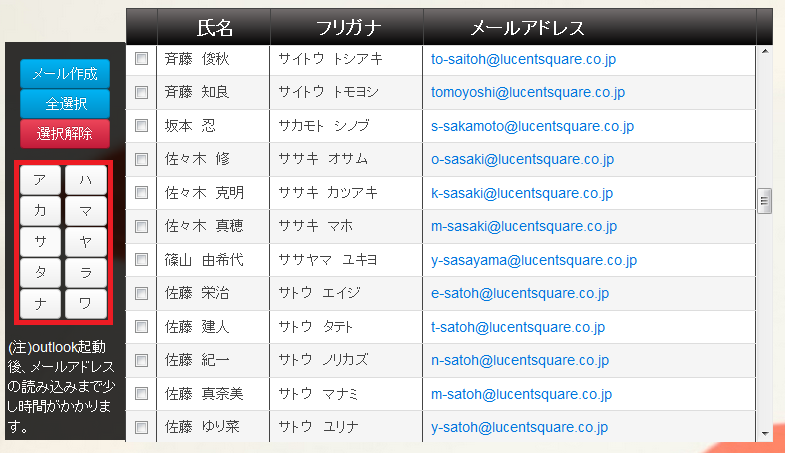 氏名 フリガナ メールアドレス
メール作成
全選択
選択解除
ア ハ
カ マ
サ ヤ
タ ラ
ナ ワ
(注)outlook起動
後、メールアドレス
の読み込みまで少
し時間がかかりま
す。
斉藤 俊秋 サイトウ トシアキ to-saitoh@lucentsquare.co.jp
斉藤 知良 サイトウ トモヨシ tomoyoshi@lucentsquare.co.jp
坂本 忍 サカモト シノブ s-sakamoto@lucentsquare.co.jp
佐々木 修 ササキ オサム o-sasaki@lucentsquare.co.jp
佐々木 克明 ササキ カツアキ k-sasaki@lucentsquare.co.jp
佐々木 真穂 ササキ マホ m-sasaki@lucentsquare.co.jp
篠山 由希代 ササヤマ ユキヨ y-sasayama@lucentsquare.co.jp
佐藤 栄治 サトウ エイジ e-satoh@lucentsquare.co.jp
佐藤 建人 サトウ タテト t-satoh@lucentsquare.co.jp
佐藤 紀一 サトウ ノリカズ n-satoh@lucentsquare.co.jp
佐藤 真奈美 サトウ マナミ m-satoh@lucentsquare.co.jp
佐藤 ゆり菜 サトウ ユリナ y-satoh@lucentsquare.co.jp